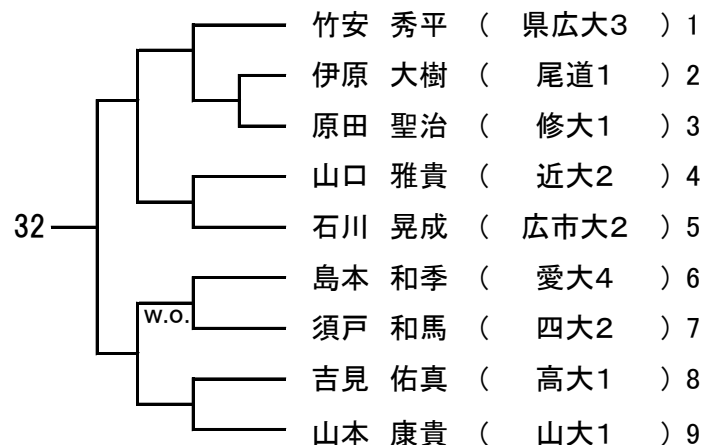 竹安 秀平 ( 県広大3 ) 1
伊原 大樹 ( 尾道1 ) 2
原田 聖治 ( 修大1 ) 3
山口 雅貴 ( 近大2 ) 4
32
石川 晃成 ( 広市大2 ) 5
島本 和季 ( 愛大4 ) 6
w.o.
須戸 和馬 ( 四大2 ) 7
吉見 佑真 ( 高大1 ) 8
山本 康貴 ( 山大1 ) 9